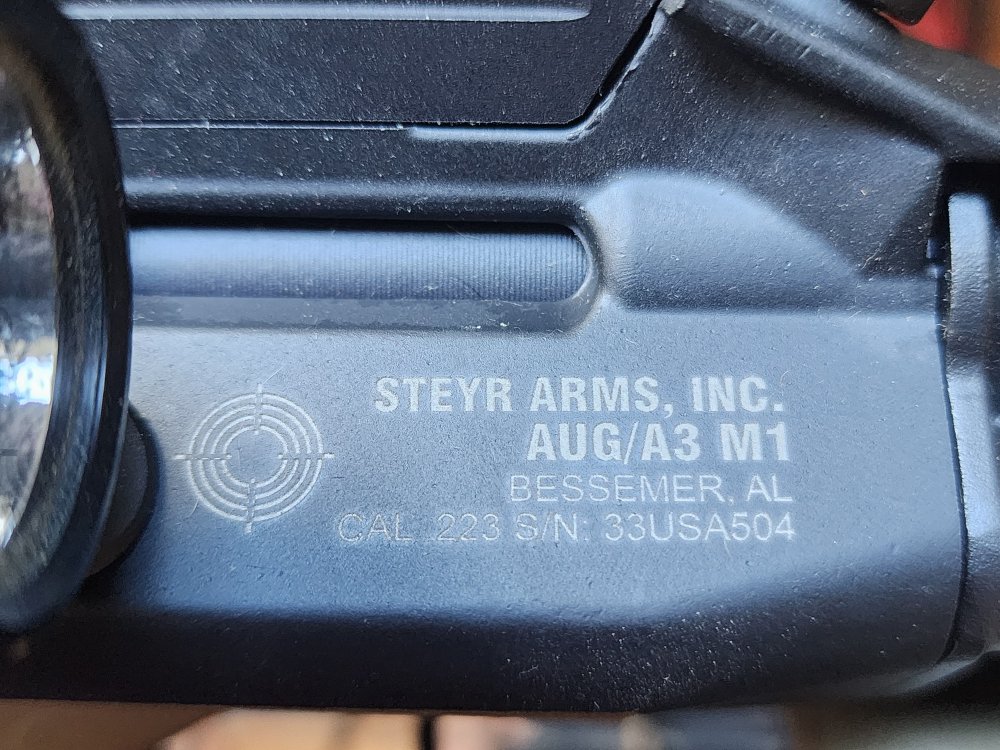 STEYR ARMS, INC.
AUG/A3 M1
BESSEMER, AL
CAL .223 S/N: 33USA504